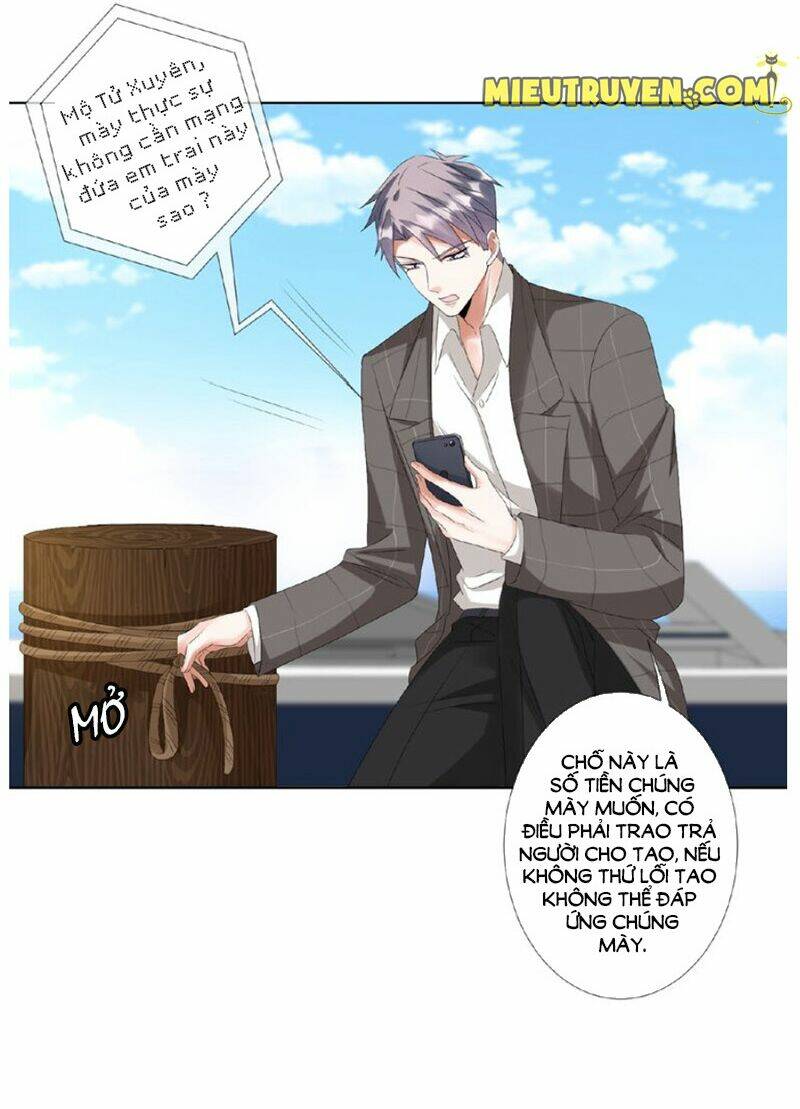 MIEUTRUYEN.COM
Mộ Tử Xuyên,
mày thực sự
không cần mạng
đứa em trai này
của mày
sao ?
MỞ
CHỖ NÀY LÀ
SỐ TIỀN CHÚNG
MÀY MUỐN, CÓ
ĐIỀU PHẢI TRAO TRẢ
NGƯỜI CHO TAO, NẾU
KHÔNG THỨ LỖI TAO
KHÔNG THỂ ĐÁP
ỨNG CHÚNG
MÀY.